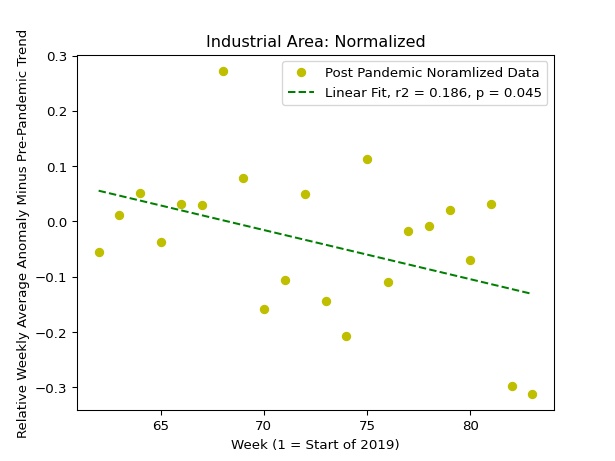 Industrial Area: Normalized
Relative Weekly Average Anomaly Minus Pre-Pandemic Trend
0.3
0.2
0.1
0.0
−0.1
−0.2
−0.3
Post Pandemic Noramlized Data
Linear Fit, r2 = 0.186, p = 0.045
65
70
75
80
Week (1 = Start of 2019)